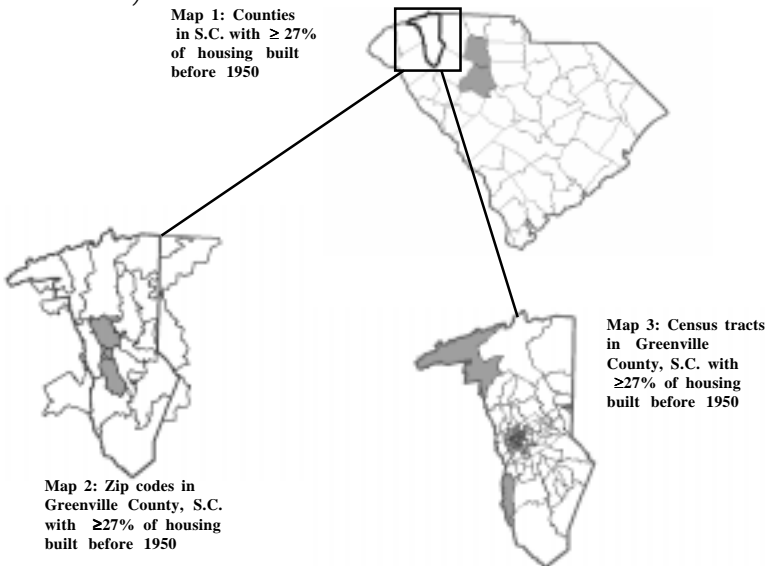 Map 1: Counties
in S.C. with ≥ 27%
of housing built
before 1950
Map 3: Census tracts
in Greenville
County, S.C. with
≥27% of housing
built before 1950
Map 2: Zip codes in
Greenville County, S.C.
with ≥27% of housing
built before 1950